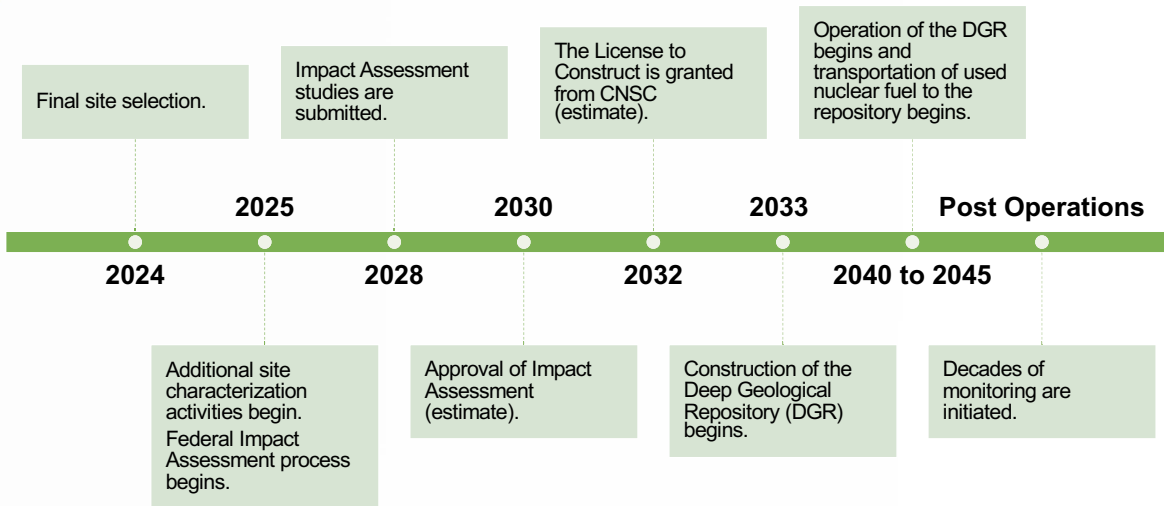 Final site selection.
Impact Assessment
studies are
submitted.
The License to
Construct is granted
from CNSC
(estimate).
Operation of the DGR
begins and
transportation of used
nuclear fuel to the
repository begins.
2025
2030
2033
Post Operations
2024
2028
2032
2040 to 2045
Additional site
characterization
activities begin.
Federal Impact
Assessment process
begins.
Approval of Impact
Assessment
(estimate).
Construction of the
Deep Geological
Repository (DGR)
begins.
Decades of
monitoring are
initiated.